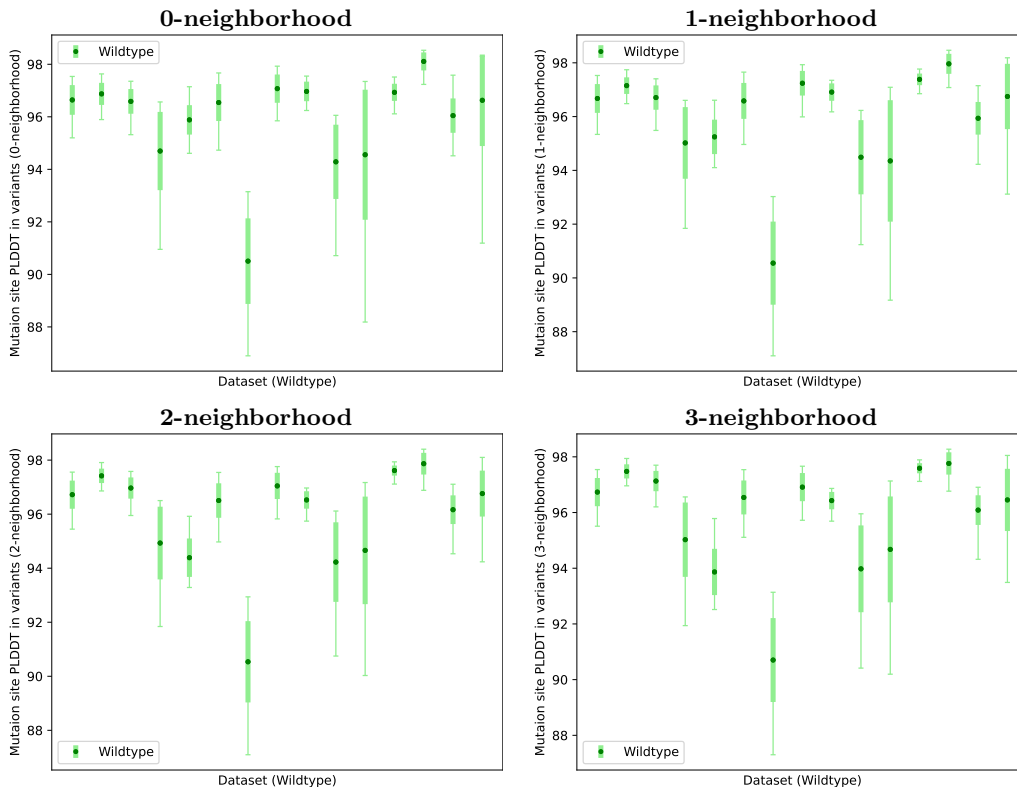 0-neighborhood
Mutaion site PLDDT in variants (0-neighborhood)
98
96
94
92
90
88
Wildtype
Dataset (Wildtype)
1-neighborhood
Mutaion site PLDDT in variants (1-neighborhood)
98
96
94
92
90
88
Wildtype
Dataset (Wildtype)
2-neighborhood
Mutaion site PLDDT in variants (2-neighborhood)
98
96
94
92
90
88
Wildtype
Dataset (Wildtype)
3-neighborhood
Mutaion site PLDDT in variants (3-neighborhood)
98
96
94
92
90
88
Wildtype
Dataset (Wildtype)